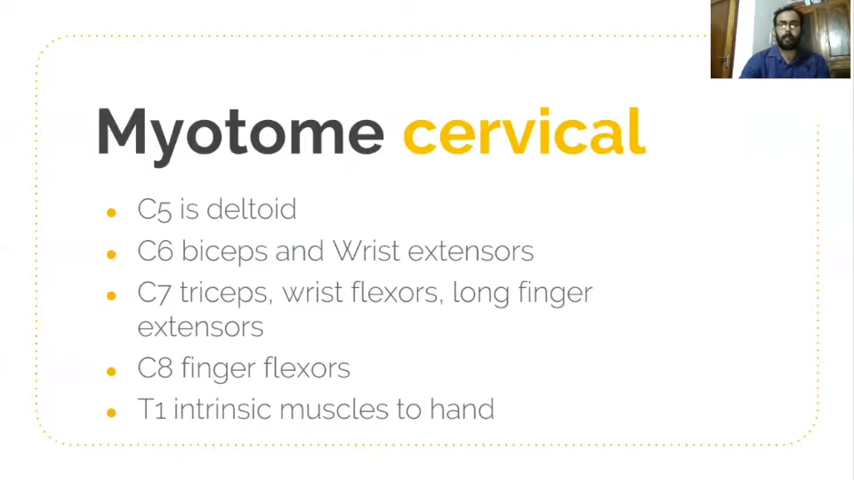 Myotome cervical
C5 is deltoid
C6 biceps and Wrist extensors
C7 triceps, wrist flexors, long finger
extensors
C8 finger flexors
T1 intrinsic muscles to hand